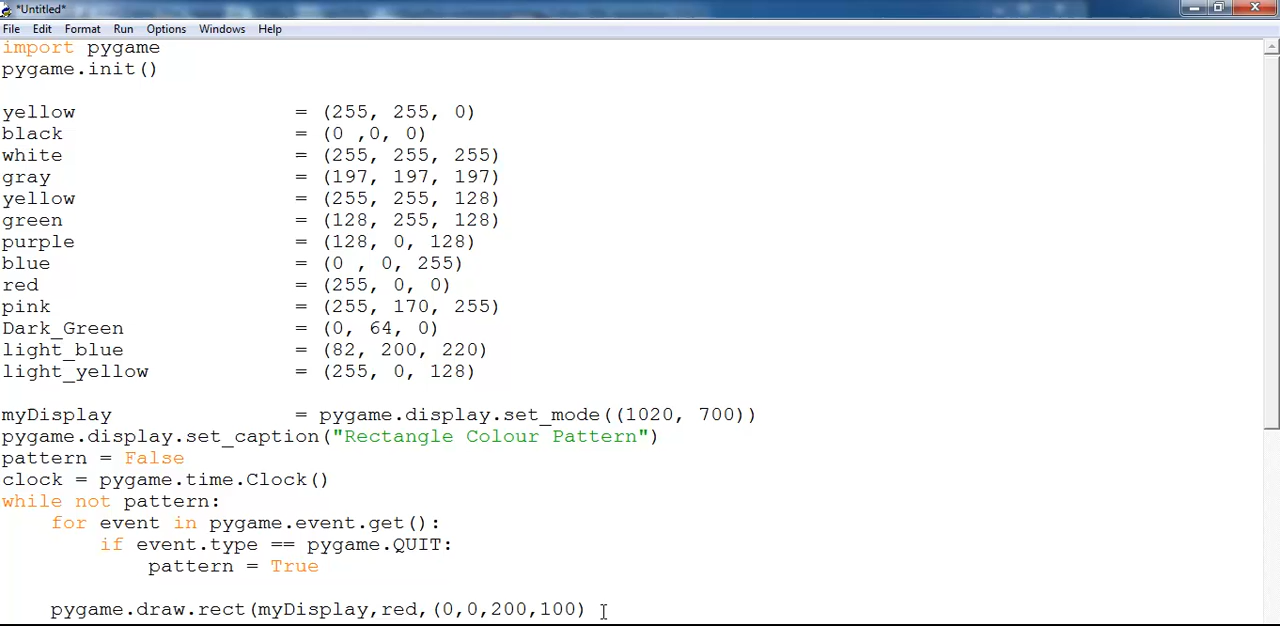 *Untitled*
File Edit Format Run Options Windows Help
import pygame
pygame.init()
yellow = (255, 255, 0)
black = (0 ,0, 0)
white = (255, 255, 255)
gray = (197, 197, 197)
yellow = (255, 255, 128)
green = (128, 255, 128)
purple = (128, 0, 128)
blue = (0 , 0, 255)
red = (255, 0, 0)
pink = (255, 170, 255)
Dark_Green = (0, 64, 0)
light_blue = (82, 200, 220)
light_yellow = (255, 0, 128)
myDisplay = pygame.display.set_mode((1020, 700))
pygame.display.set_caption("Rectangle Colour Pattern")
pattern = False
clock = pygame.time.Clock()
while not pattern:
for event in pygame.event.get():
if event.type == pygame.QUIT:
pattern = True
pygame.draw.rect(myDisplay,red,(0,0,200,100)